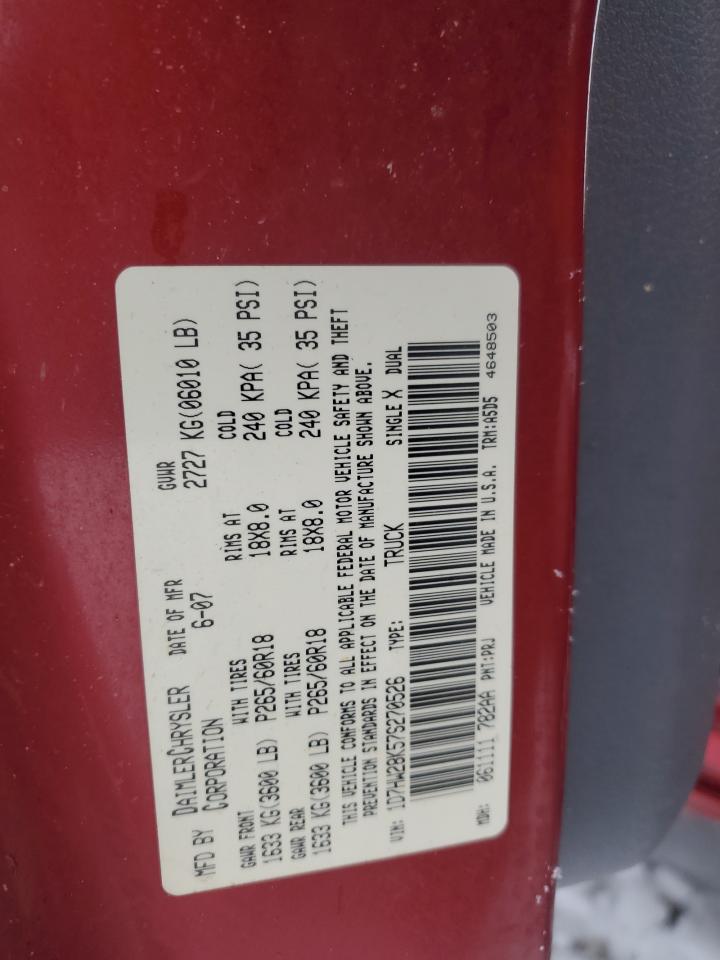 MFD BY DAIMLERCHRYSLER CORPORATION
DATE OF MFR 6-07
GVWR 2727 KG(06010 LB)
GAWR FRONT WITH TIRES RIMS AT COLD
1633 KG(3600 LB) P265/60R18 18X8.0 240 KPA( 35 PSI)
GAWR REAR WITH TIRES RIMS AT COLD
1633 KG(3600 LB) P265/60R18 18X8.0 240 KPA( 35 PSI)
THIS VEHICLE CONFORMS TO ALL APPLICABLE FEDERAL MOTOR VEHICLE SAFETY AND THEFT
PREVENTION STANDARDS IN EFFECT ON THE DATE OF MANUFACTURE SHOWN ABOVE.
VIN: 1D7HW28K57S270526 TYPE: TRUCK SINGLE X DUAL
MDH: 061111 782AA PNT:PRJ VEHICLE MADE IN U.S.A. TRM:A5D5 4648503